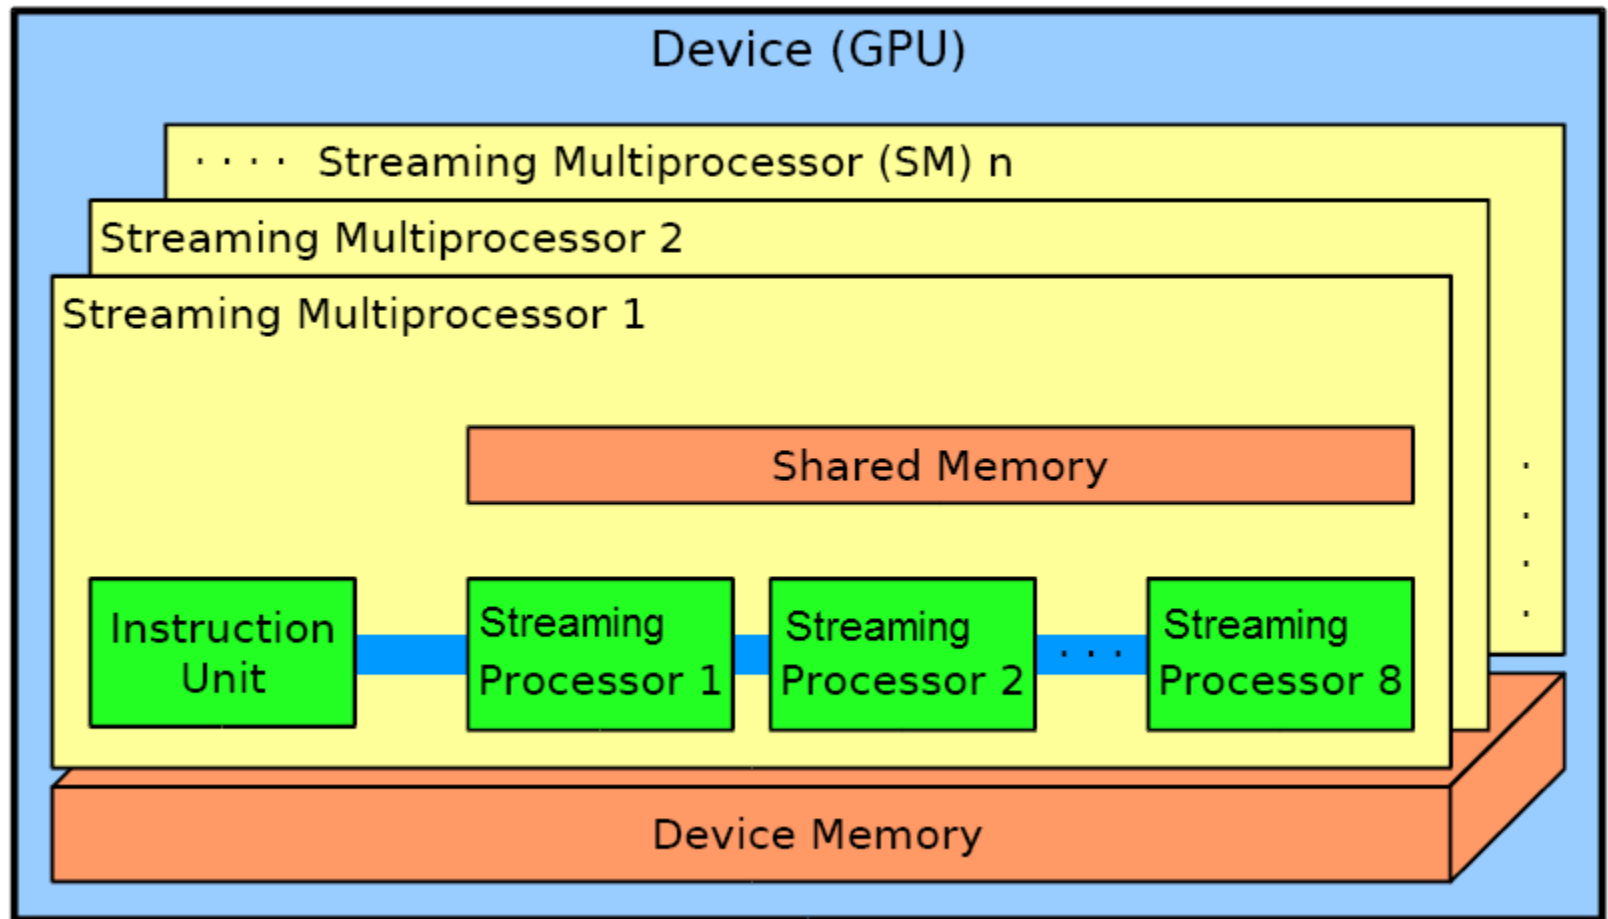 Device (GPU)
. . . . Streaming Multiprocessor (SM) n
Streaming Multiprocessor 2
Streaming Multiprocessor 1
Shared Memory
Instruction
Unit
Streaming
Processor 1
Streaming
Processor 2
. . .
Streaming
Processor 8
Device Memory